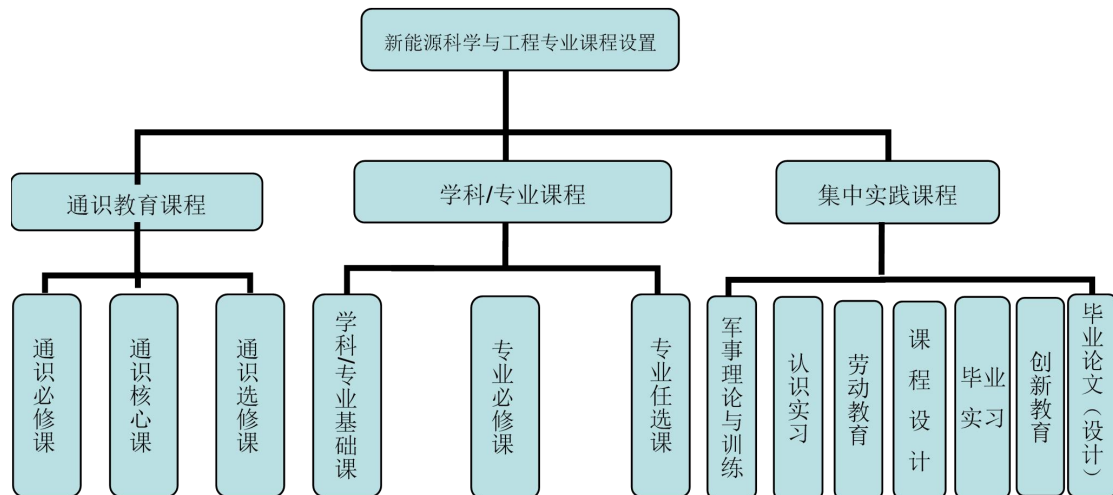 新能源科学与工程专业课程设置
通识教育课程
学科/专业课程
集中实践课程
通识必修课
通识核心课
通识选修课
学科/专业基础课
专业必修课
专业任选课
军事理论与训练
认识实习
劳动教育
课程设计
毕业
实习
创新教育
毕业论文（设计）